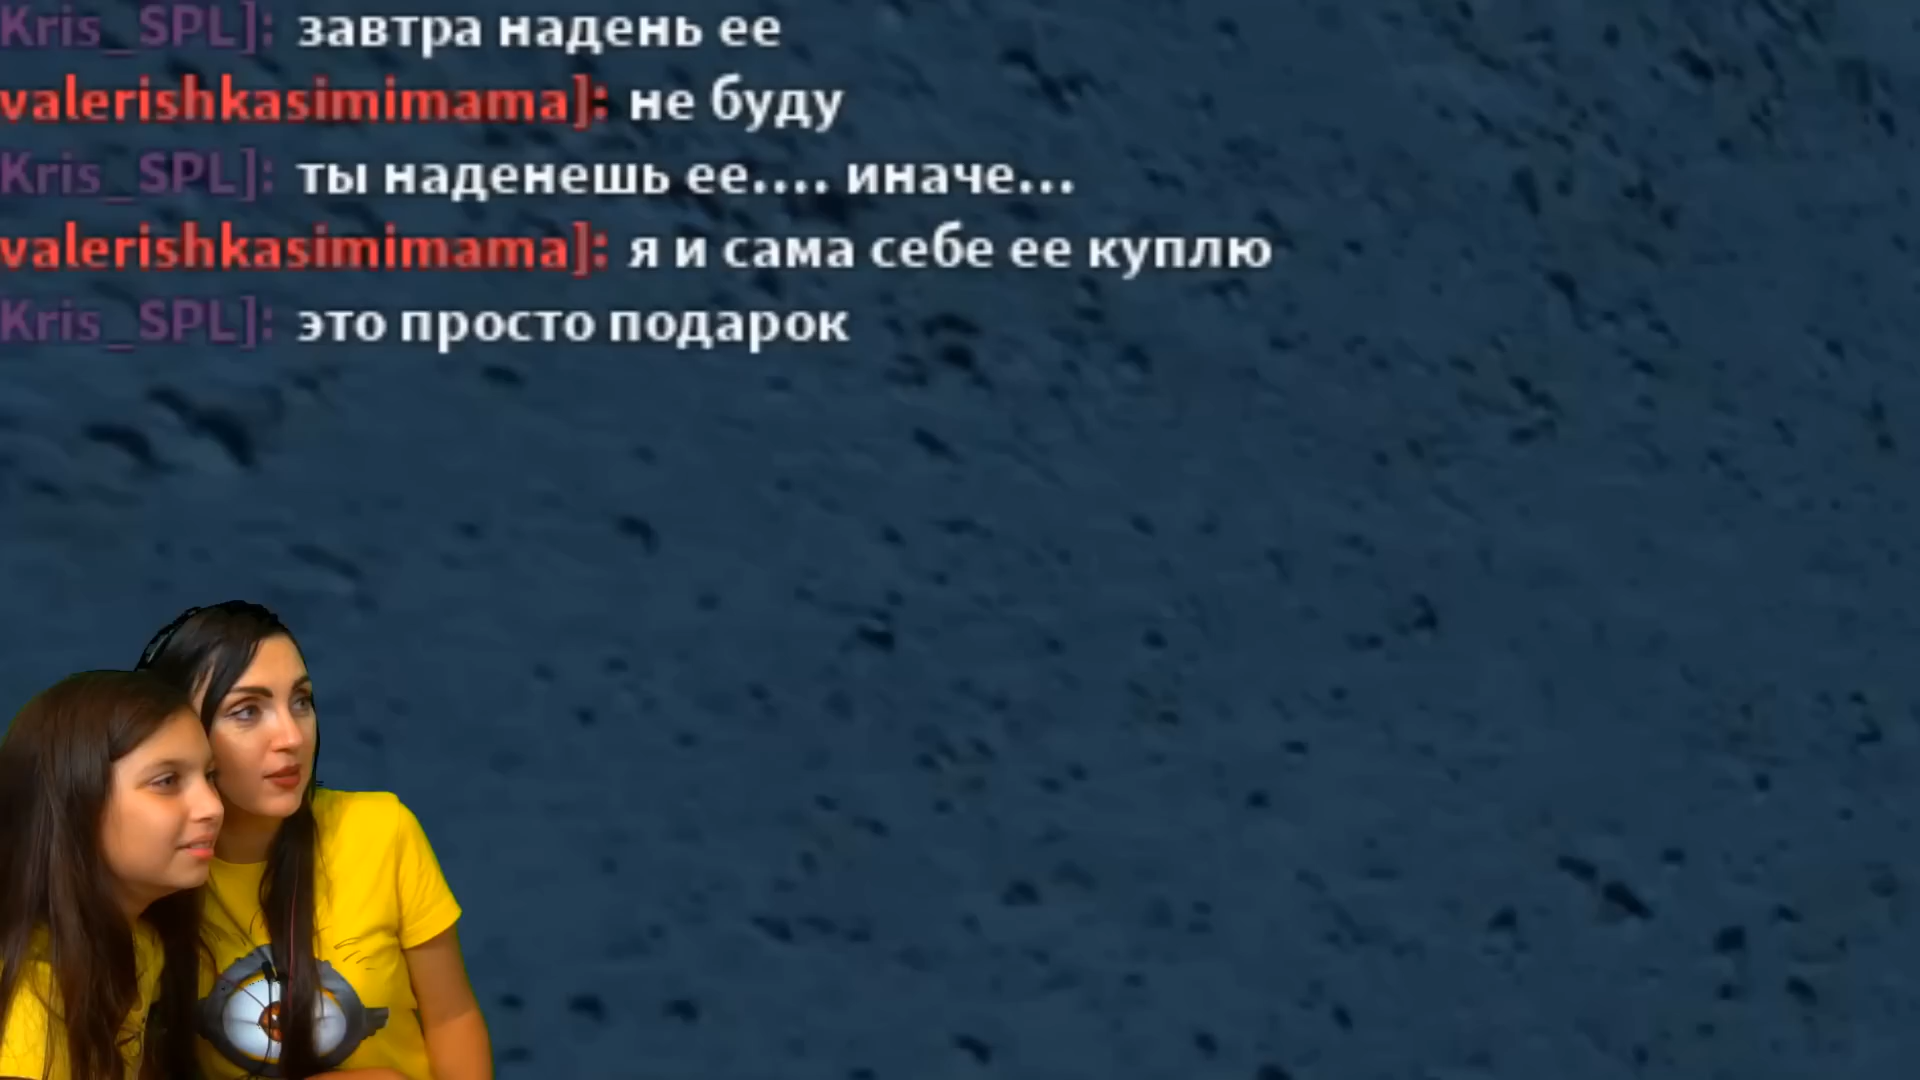 Kris_SPL]: завтра надень ее
valerishkasimimama]: не буду
Kris_SPL]: ты наденешь ее.... иначе...
valerishkasimimama]: я и сама себе ее куплю
Kris_SPL]: это просто подарок